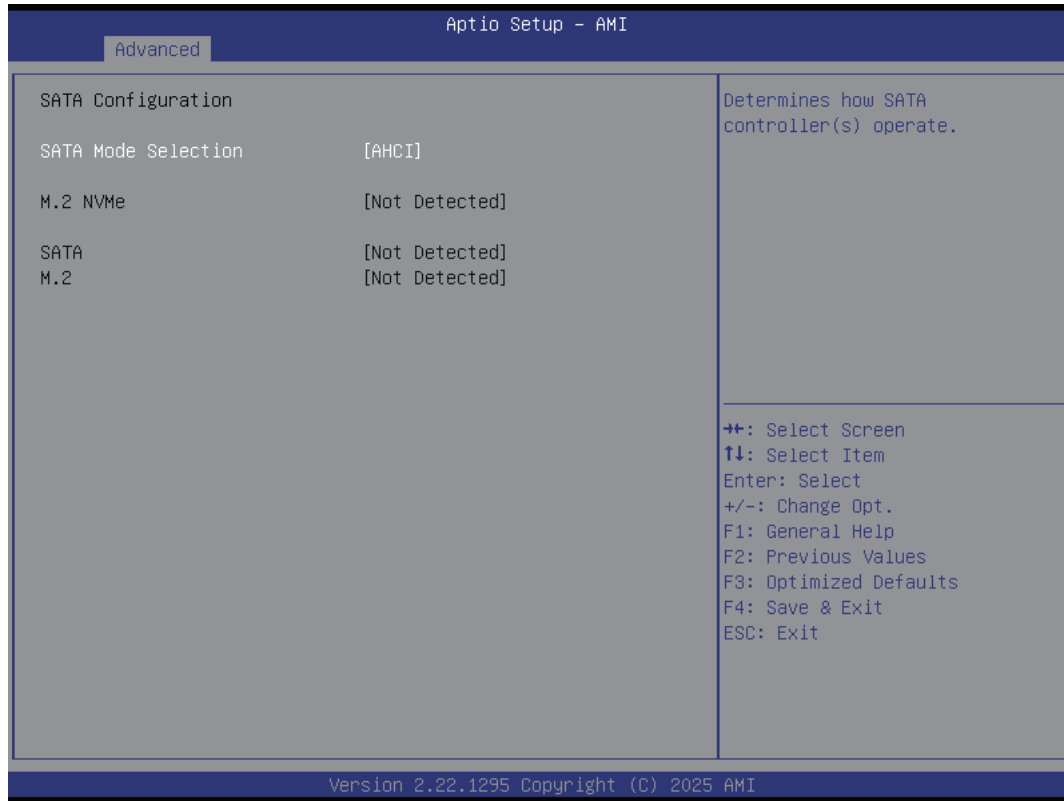 Aptio Setup – AMI
Advanced
SATA Configuration
SATA Mode Selection [AHCI]
M.2 NVMe [Not Detected]
SATA [Not Detected]
M.2 [Not Detected]
Determines how SATA
controller(s) operate.
→←: Select Screen
↑↓: Select Item
Enter: Select
+/-: Change Opt.
F1: General Help
F2: Previous Values
F3: Optimized Defaults
F4: Save & Exit
ESC: Exit
Version 2.22.1295 Copyright (C) 2025 AMI